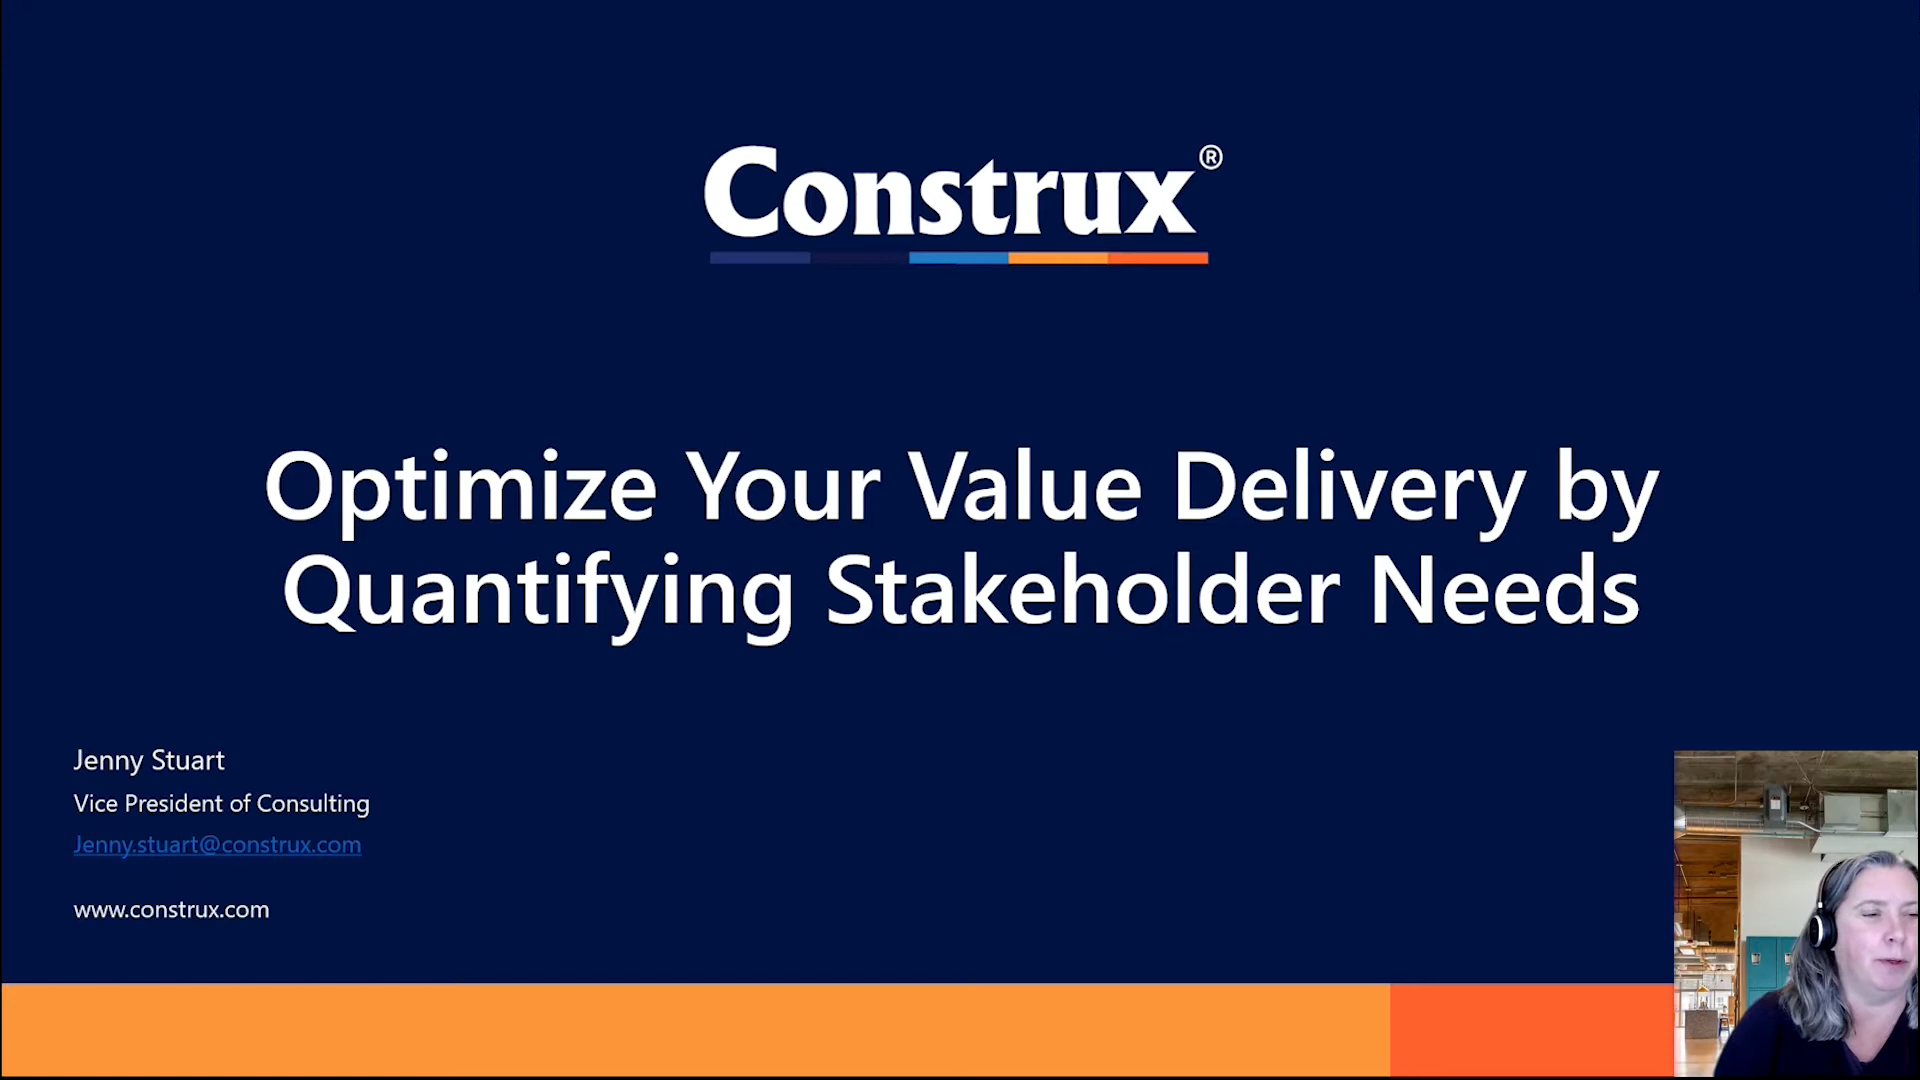 Construx®
Optimize Your Value Delivery by
Quantifying Stakeholder Needs
Jenny Stuart
Vice President of Consulting
Jenny.stuart@construx.com
www.construx.com